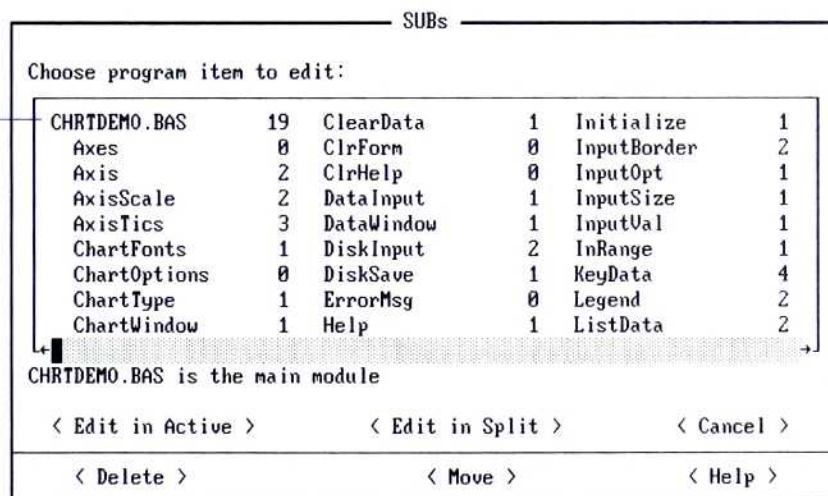 SUBs
Choose program item to edit:
CHRTDEMO.BAS 19 ClearData 1 Initialize 1
Axes 0 ClrForm 0 InputBorder 2
Axis 2 ClrHelp 0 InputOpt 1
AxisScale 2 DataInput 1 InputSize 1
AxisTics 3 DataWindow 1 InputVal 1
ChartFonts 1 DiskInput 2 InRange 1
ChartOptions 0 DiskSave 1 KeyData 4
ChartType 1 ErrorMsg 0 Legend 2
ChartWindow 1 Help 1 ListData 2
CHRTDEMO.BAS is the main module
< Edit in Active > < Edit in Split > < Cancel >
< Delete > < Move > < Help >